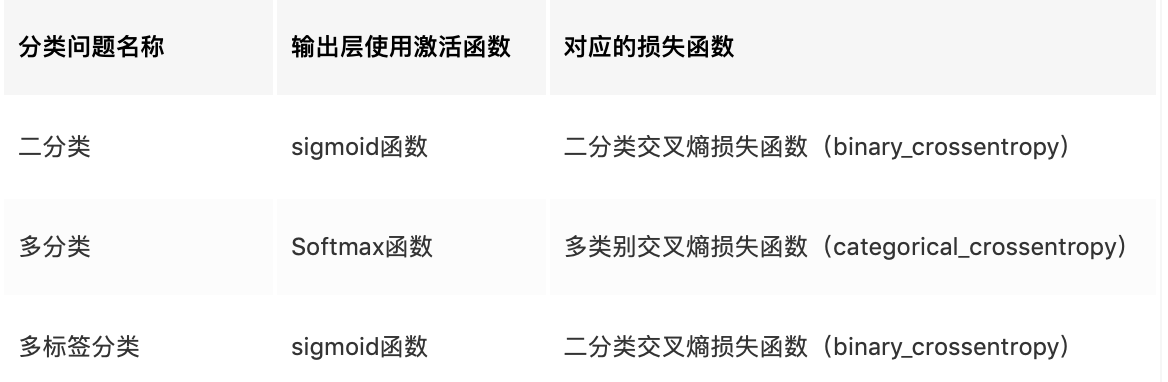 分类问题名称 输出层使用激活函数 对应的损失函数
二分类 sigmoid函数 二分类交叉熵损失函数（binary_crossentropy）
多分类 Softmax函数 多类别交叉熵损失函数（categorical_crossentropy）
多标签分类 sigmoid函数 二分类交叉熵损失函数（binary_crossentropy）